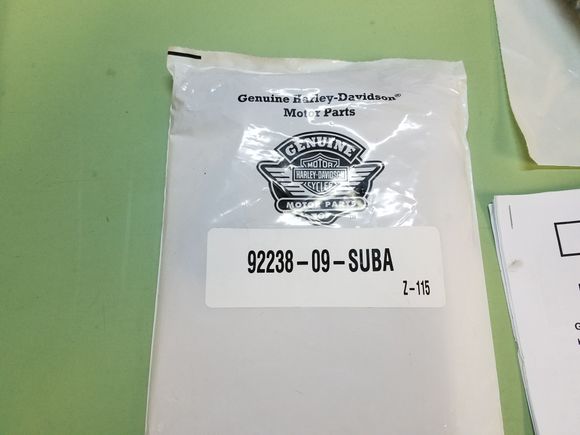 Genuine Harley-Davidson®
Motor Parts
GENUINE
MOTOR
HARLEY-DAVIDSON
CYCLES
MOTOR PARTS
92238-09-SUBA
Z-115